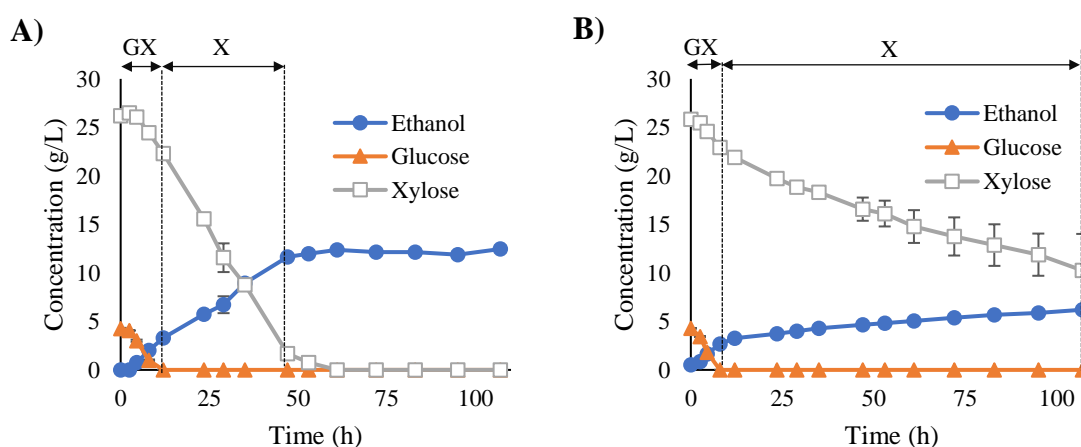 A)
GX
X
30
25
20
15
10
5
0
Concentration (g/L)
Ethanol
Glucose
Xylose
0
25
50
75
100
Time (h)
B)
GX
X
30
25
20
15
10
5
0
Concentration (g/L)
Ethanol
Glucose
Xylose
0
25
50
75
100
Time (h)